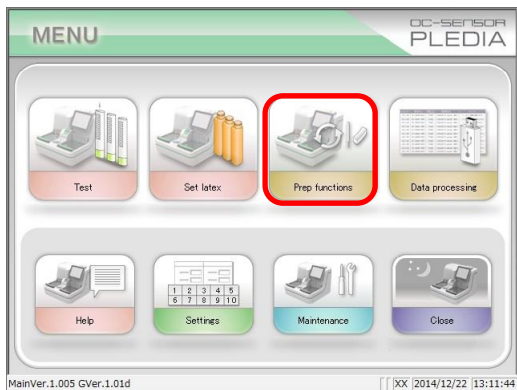 MENU
OC-SENSOR
PLEDIA
Test
Set latex
Prep functions
Data processing
Help
1 2 3 4 5
6 7 8 9 10
Settings
Maintenance
Close
MainVer.1.005 GVer.1.01d
XX 2014/12/22 13:11:44